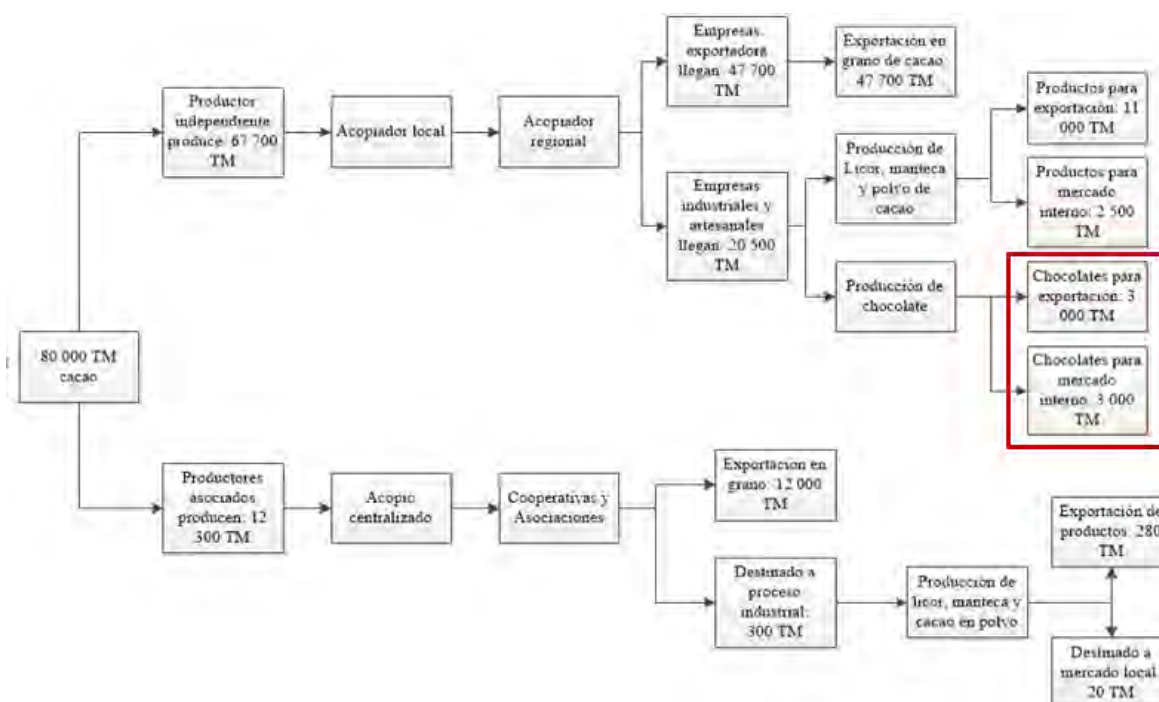 Empresas
exportadora
llegan: 47 700
TM
Exportación en
grano de cacao
47 700 TM
Productor
independiente
produce: 67 700
TM
Acopiador local
Acopiador
regional
Productos para
exportación: 11
000 TM
Empresas
industriales y
artesanales
llegan: 20 500
TM
Producción de
Licor, manteca
y polvo de
cacao
Productos para
mercado
interno: 2 500
TM
Producción de
chocolate
Chocolates para
exportación: 3
000 TM
Chocolates para
mercado
interno: 3 000
TM
80 000 TM
cacao
Productores
asociados
producen: 12
300 TM
Acopio
centralizado
Cooperativas y
Asociaciones
Exportación en
grano: 12 000
TM
Destinado a
proceso
industrial:
300 TM
Producción de
licor, manteca y
cacao en polvo
Exportación de
productos: 280
TM
Destinado a
mercado local
20 TM